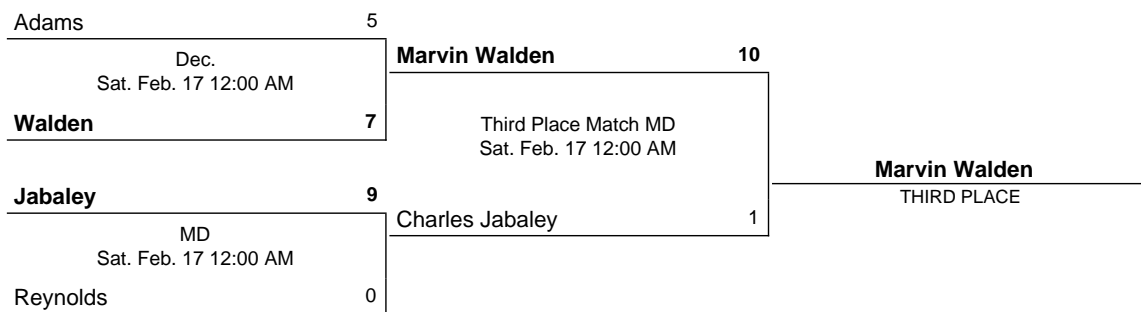 Adams 5
Dec.
Sat. Feb. 17 12:00 AM
Walden 7
Marvin Walden 10
Third Place Match MD
Sat. Feb. 17 12:00 AM
Marvin Walden
THIRD PLACE
Jabaley 9
MD
Sat. Feb. 17 12:00 AM
Reynolds 0
Charles Jabaley 1